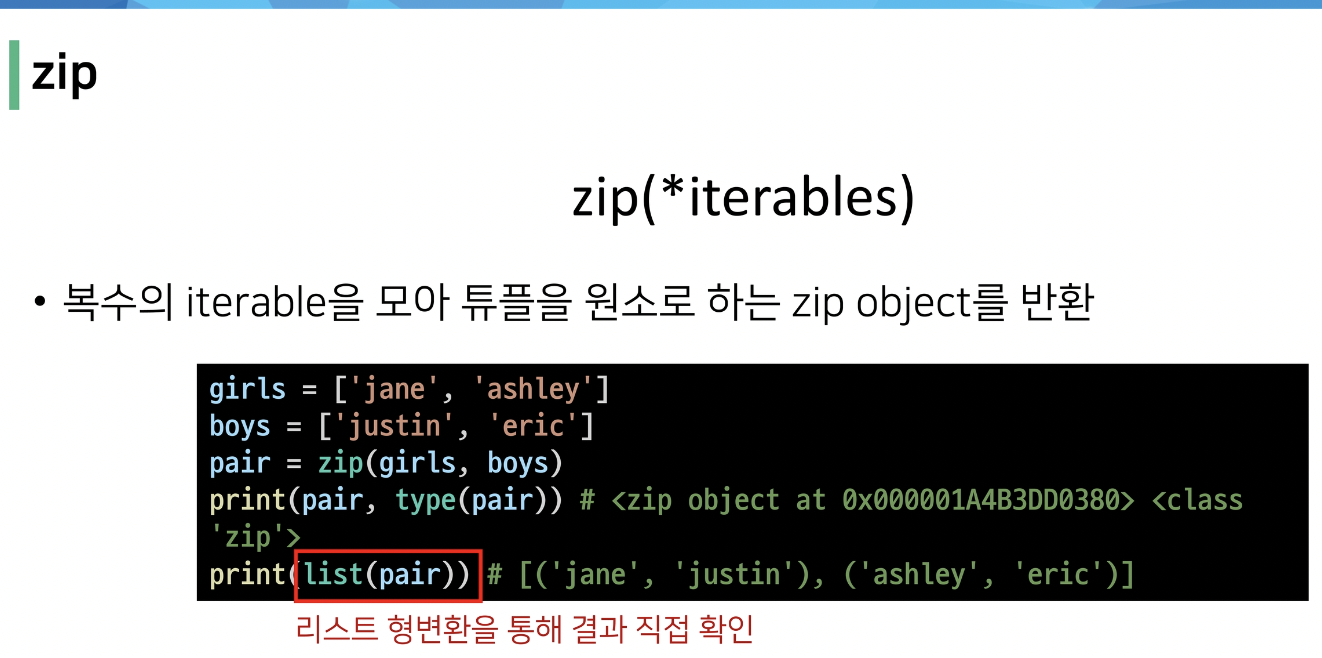 zip
zip(*iterables)
• 복수의 iterable을 모아 튜플을 원소로 하는 zip object를 반환
girls = ['jane', 'ashley']
boys = ['justin', 'eric']
pair = zip(girls, boys)
print(pair, type(pair)) # <zip object at 0x000001A4B3DD0380> <class
'zip'>
print(list(pair)) # [('jane', 'justin'), ('ashley', 'eric')]
리스트 형변환을 통해 결과 직접 확인